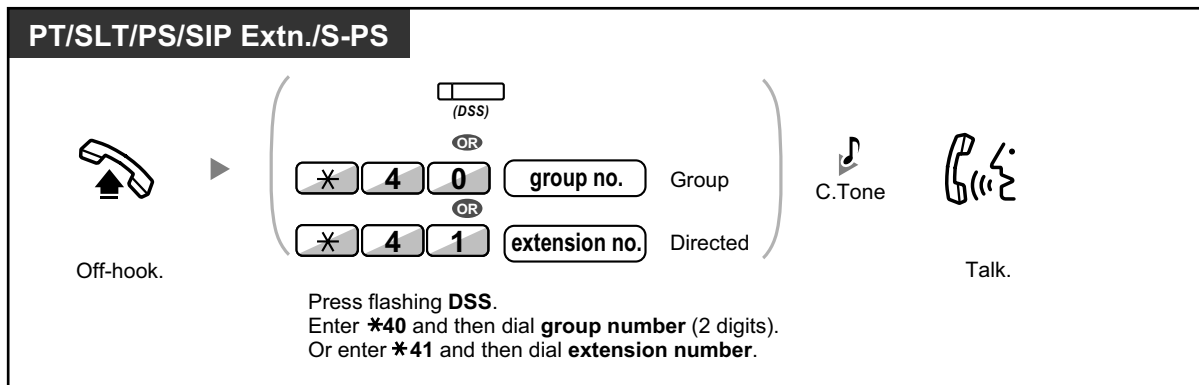 PT/SLT/PS/SIP Extn./S-PS
(DSS)
OR
* 4 0 group no. Group
OR
* 4 1 extension no. Directed
C.Tone
Off-hook.
Talk.
Press flashing DSS.
Enter *40 and then dial group number (2 digits).
Or enter *41 and then dial extension number.